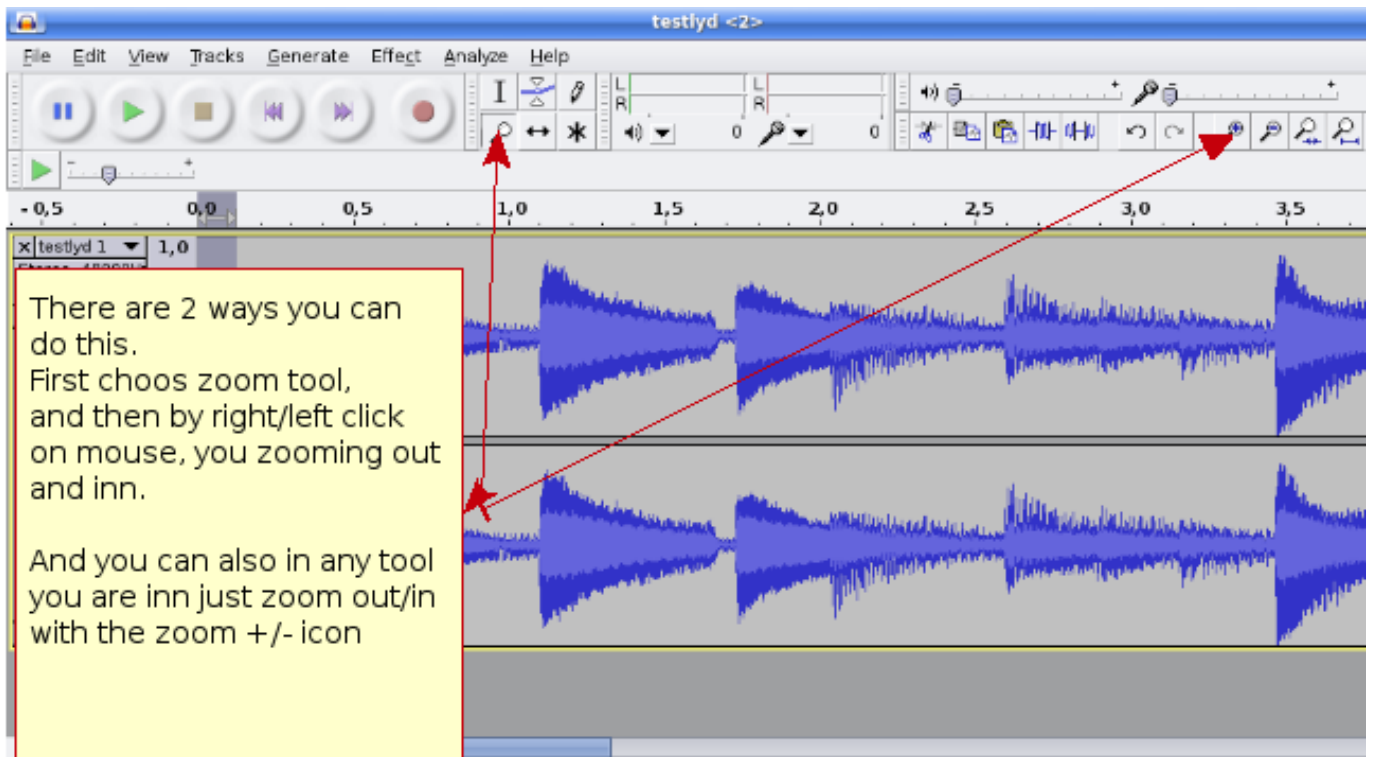 testlyd <2>
File Edit View Tracks Generate Effect Analyze Help
L
R
L
R
0
0
- 0,5 0,0 0,5 1,0 1,5 2,0 2,5 3,0 3,5
x testlyd 1 1,0
There are 2 ways you can
do this.
First choos zoom tool,
and then by right/left click
on mouse, you zooming out
and inn.
And you can also in any tool
you are inn just zoom out/in
with the zoom +/- icon